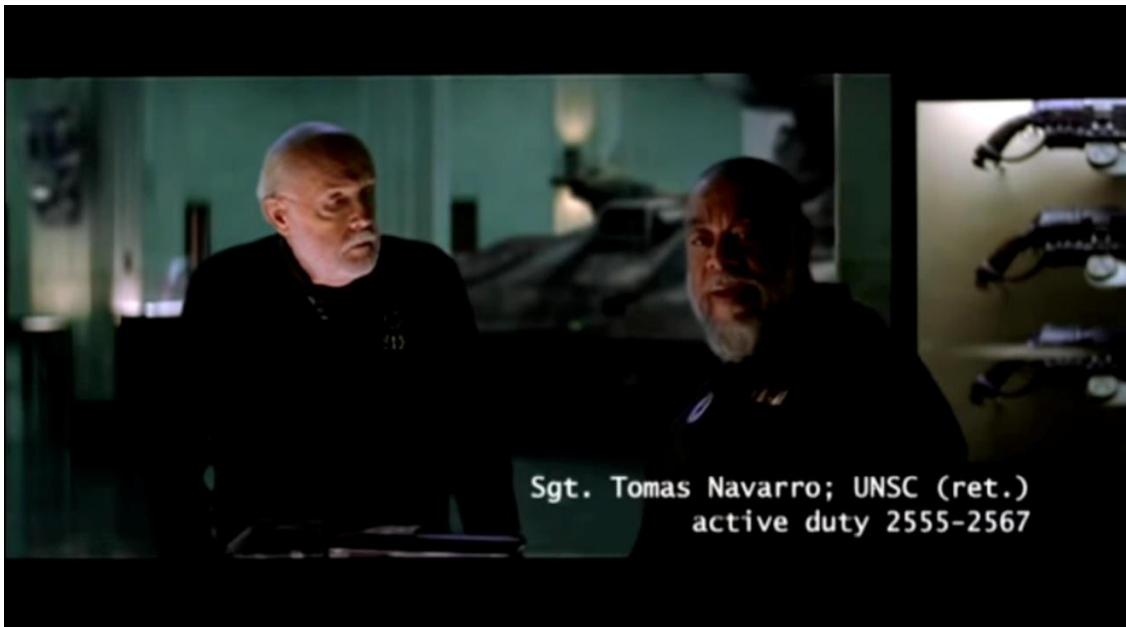 Sgt. Tomas Navarro; UNSC (ret.)
active duty 2555-2567